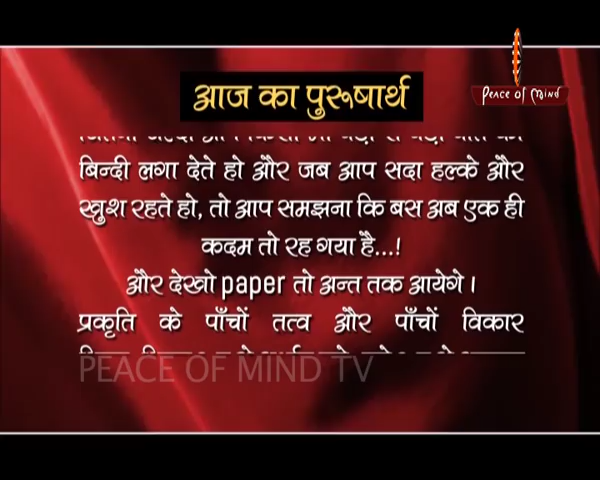 Peace of Mind
आज का पुरूषार्थ
बिन्दी लगा देते हो और जब आप सदा हल्के और
खुश रहते हो, तो आप समझना कि बस अब एक ही
कदम तो रह गया है...!
और देखो paper तो अन्त तक आयेगे ।
प्रकृति के पाँचों तत्व और पाँचों विकार
PEACE OF MIND TV